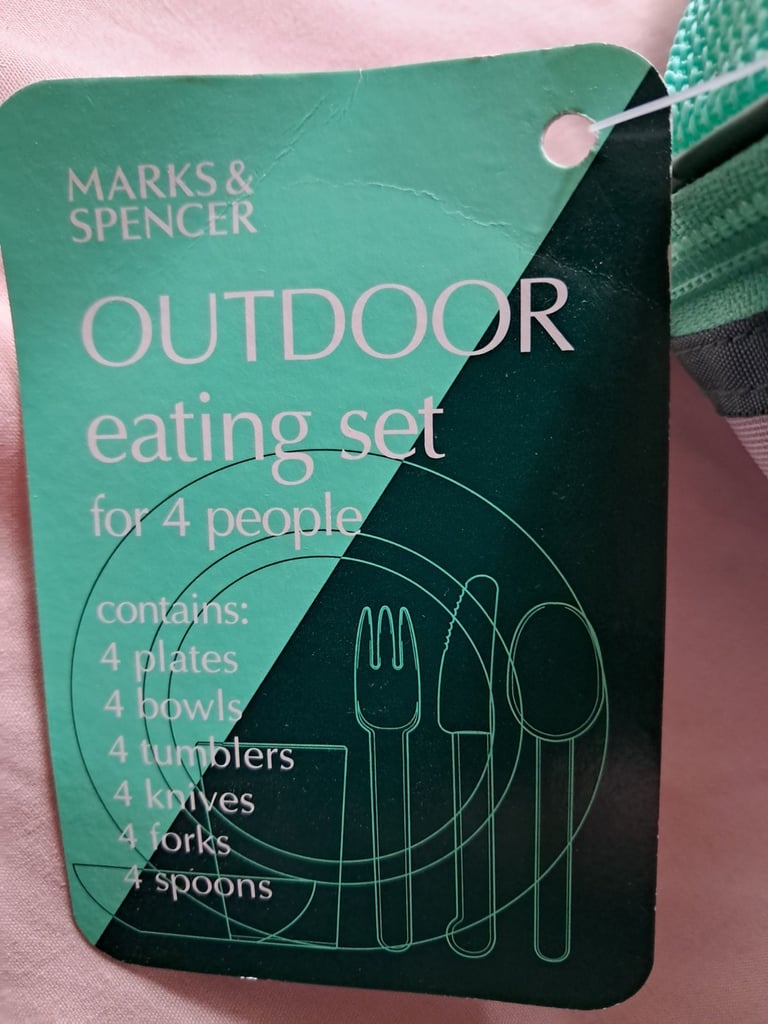 MARKS &
SPENCER
OUTDOOR
eating set
for 4 people
contains:
4 plates
4 bowls
4 tumblers
4 knives
4 forks
4 spoons